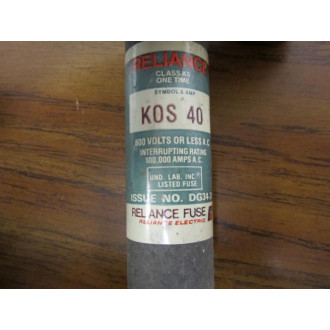 RELIANCE
CLASS K5
ONE TIME
SYMBOL & AMP
KOS 40
600 VOLTS OR LESS A.C.
INTERRUPTING RATING
100,000 AMPS A.C.
UND. LAB. INC.
LISTED FUSE
ISSUE NO. DG34-
RELIANCE FUSE
RELIANCE ELECTRIC